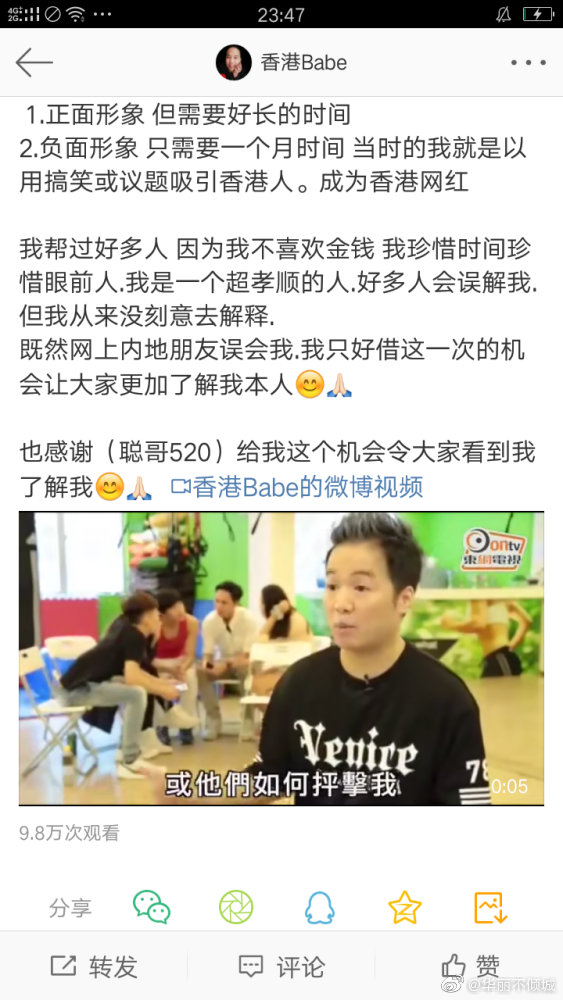 4G 2G 23:47
香港Babe
1.正面形象 但需要好长的时间
2.负面形象 只需要一个月时间 当时的我就是以
用搞笑或议题吸引香港人。成为香港网红
我帮过好多人 因为我不喜欢金钱 我珍惜时间珍
惜眼前人.我是一个超孝顺的人.好多人会误解我.
但我从来没刻意去解释.
既然网上内地朋友误会我.我只好借这一次的机
会让大家更加了解我本人😊🙏🏻
也感谢（聪哥520）给我这个机会令大家看到我
了解我😊🙏🏻 香港Babe的微博视频
ontv
東網電視
Venice
78
或他們如何抨擊我
0:05
9.8万次观看
分享
转发 评论 赞
@华丽不倾城